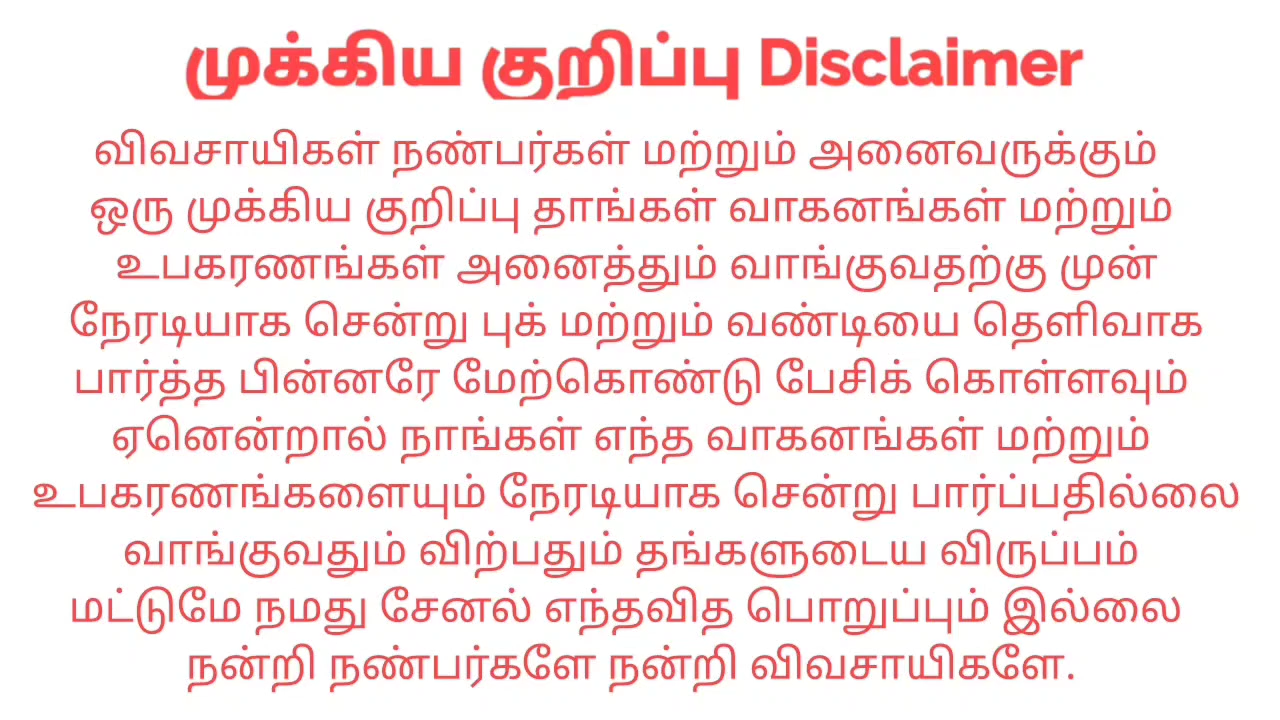 முக்கிய குறிப்பு Disclaimer
விவசாயிகள் நண்பர்கள் மற்றும் அனைவருக்கும்
ஒரு முக்கிய குறிப்பு தாங்கள் வாகனங்கள் மற்றும்
உபகரணங்கள் அனைத்தும் வாங்குவதற்கு முன்
நேரடியாக சென்று புக் மற்றும் வண்டியை தெளிவாக
பார்த்த பின்னரே மேற்கொண்டு பேசிக் கொள்ளவும்
ஏனென்றால் நாங்கள் எந்த வாகனங்கள் மற்றும்
உபகரணங்களையும் நேரடியாக சென்று பார்ப்பதில்லை
வாங்குவதும் விற்பதும் தங்களுடைய விருப்பம்
மட்டுமே நமது சேனல் எந்தவித பொறுப்பும் இல்லை
நன்றி நண்பர்களே நன்றி விவசாயிகளே.